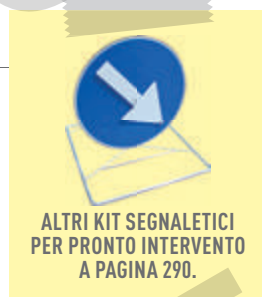 ALTRI KIT SEGNALETICI
PER PRONTO INTERVENTO
A PAGINA 290.